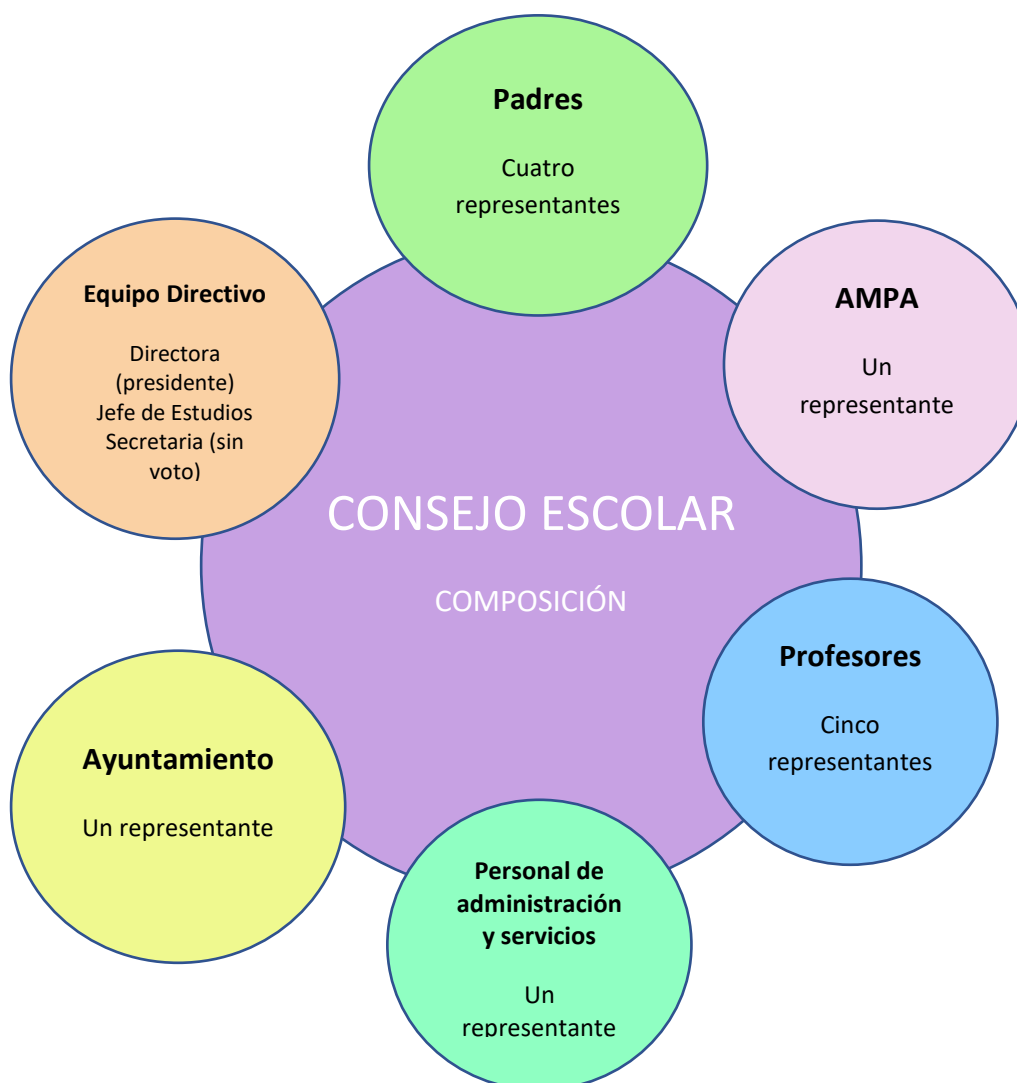 Padres
Cuatro
representantes
Equipo Directivo
Directora
(presidente)
Jefe de Estudios
Secretaria (sin
voto)
AMPA
Un
representante
CONSEJO ESCOLAR
COMPOSICIÓN
Profesores
Cinco
representantes
Ayuntamiento
Un representante
Personal de
administración
y servicios
Un
representante